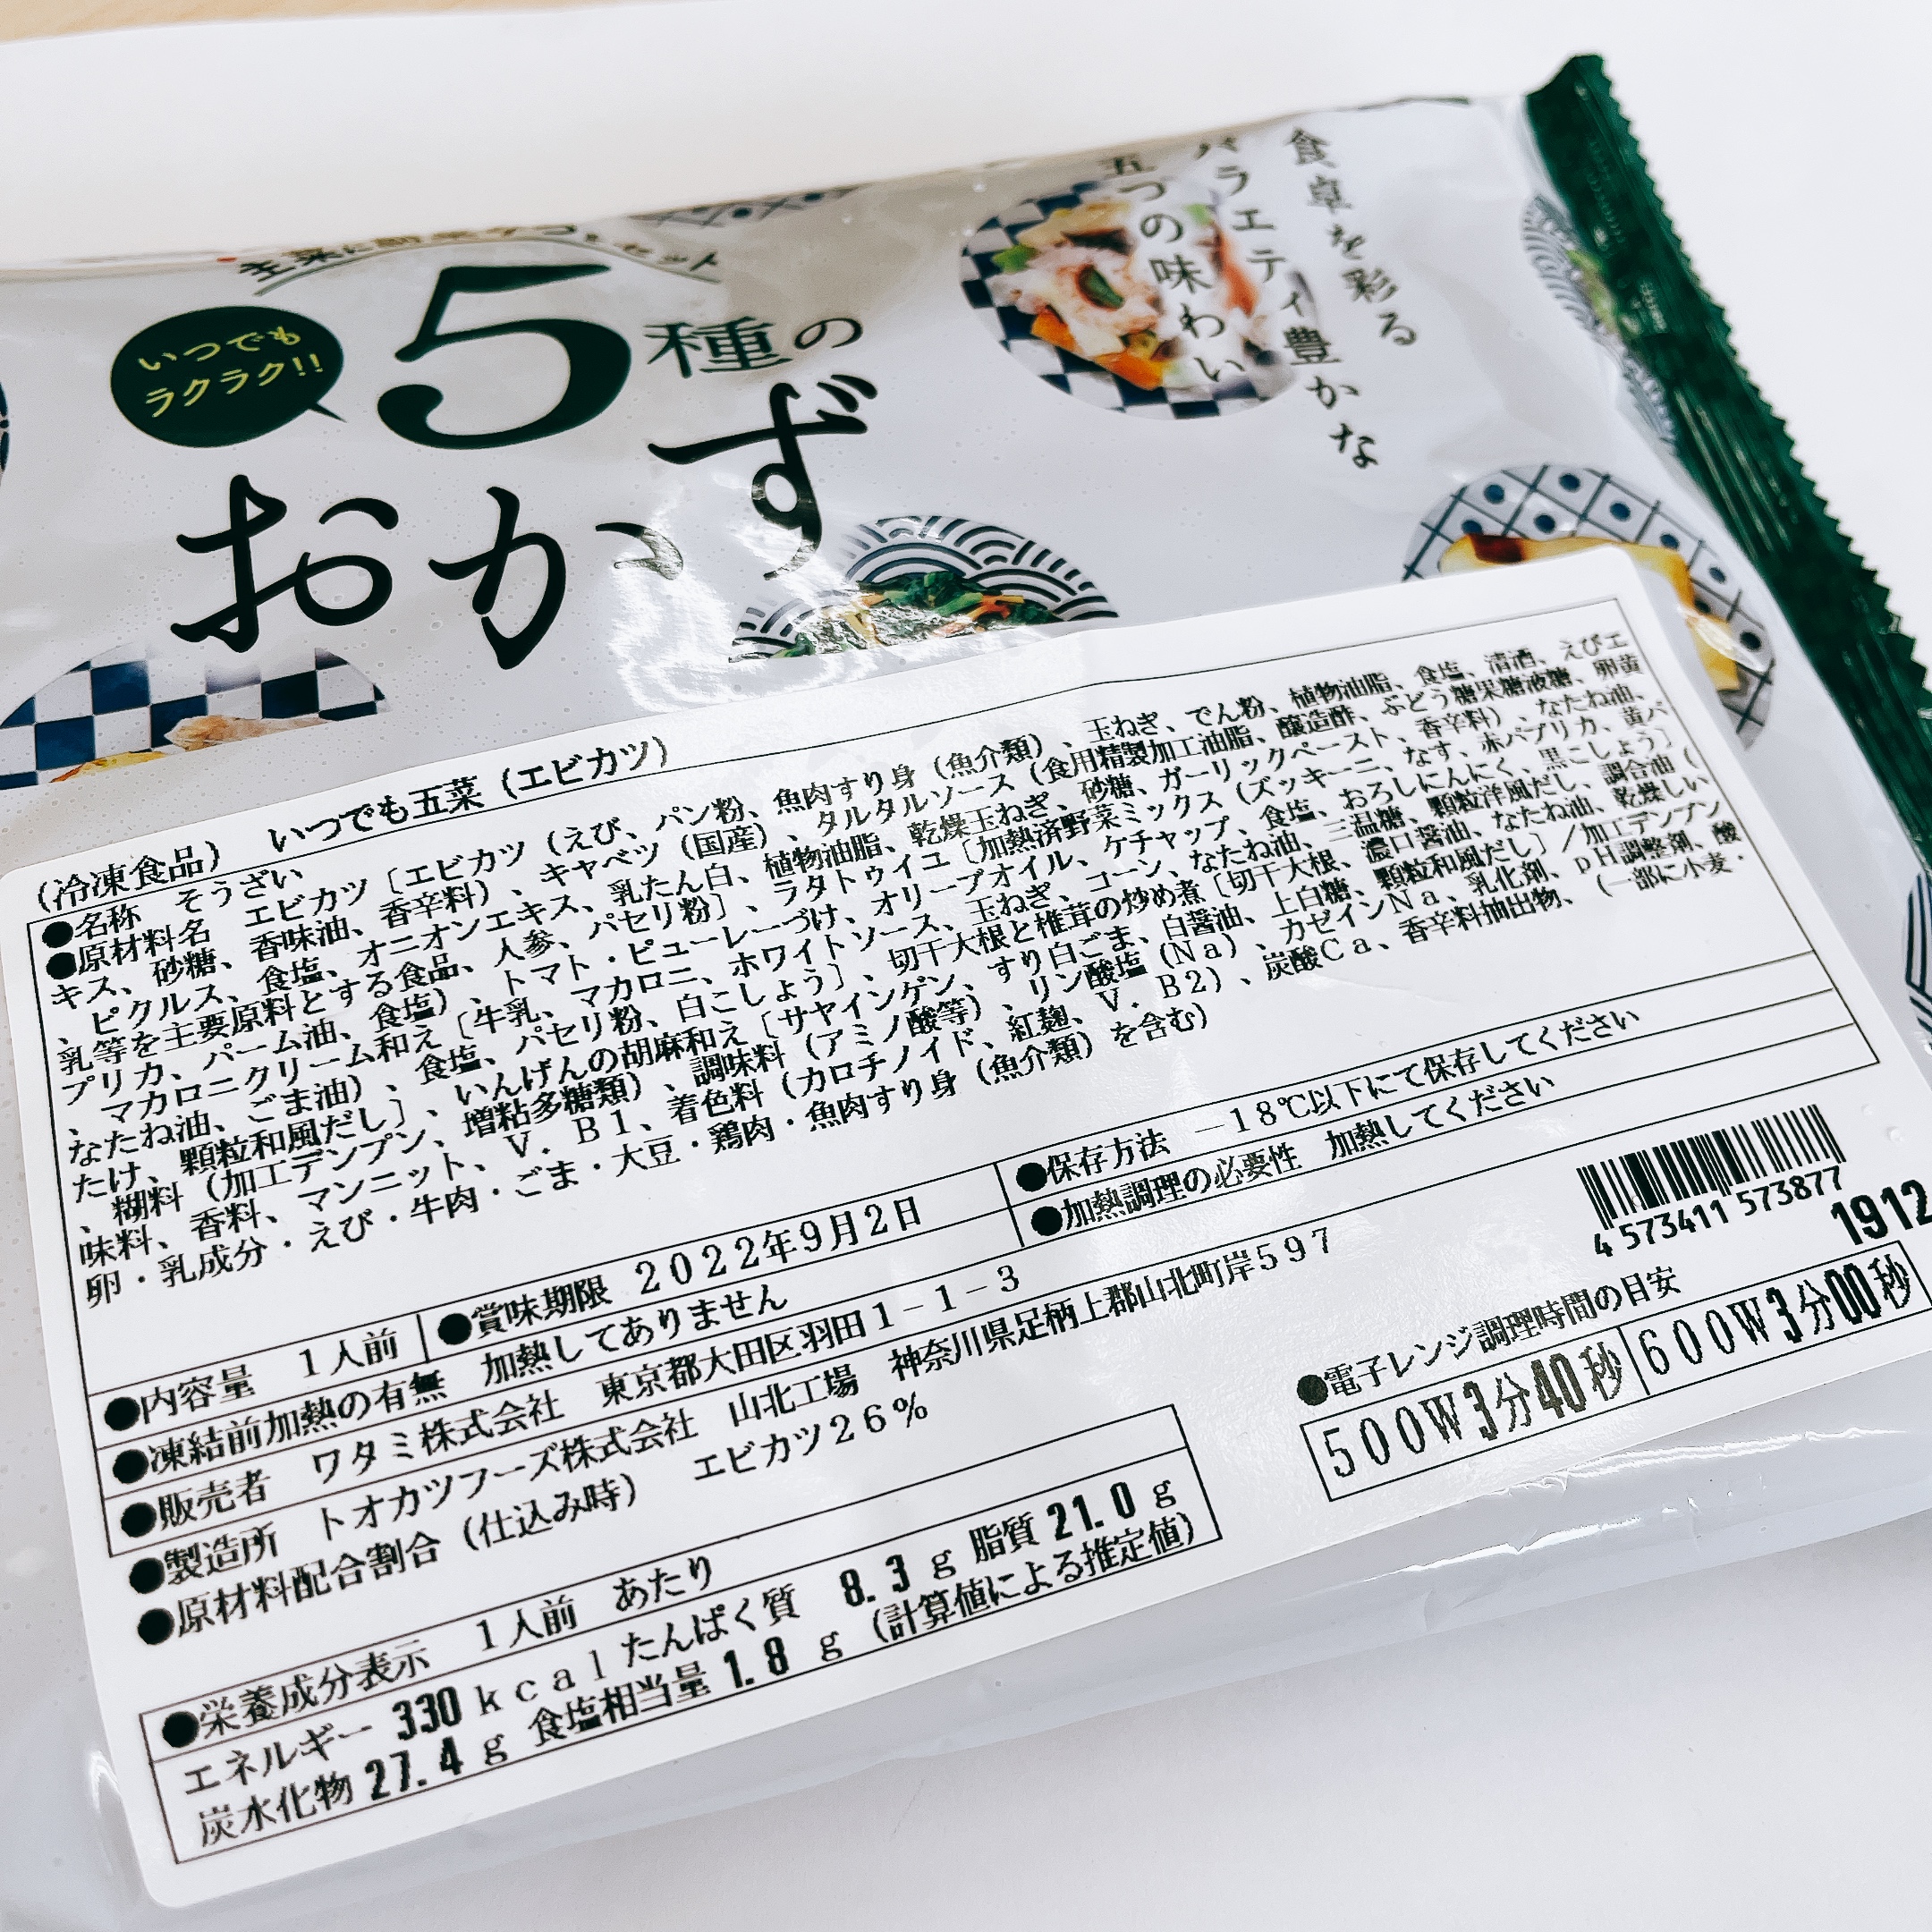 食卓を彩る
バラエティ豊かな
五つの味わい
いつでも
ラクラク!!
5種の
おかず
(冷凍食品) いつでも五菜(エビカツ)
●名称 そうざい
●原材料名 エビカツ〔エビカツ(えび、パン粉、魚肉すり身(魚介類)、玉ねぎ、でん粉、植物油脂、食塩、清酒、えびエ
キス、砂糖、香味油、香辛料)、キャベツ(国産)、タルタルソース(食用精製加工油脂、醸造酢、ぶどう糖果糖液糖、卵黄
、ピクルス、食塩、オニオンエキス、乳たん白、植物油脂、乾燥玉ねぎ、砂糖、ガーリックペースト、香辛料)、なたね油、
乳等を主要原料とする食品、人参、パセリ粉〕、ラタトゥイユ〔加熱済野菜ミックス(ズッキーニ、なす、赤パプリカ、黄パ
プリカ、パーム油、食塩)、トマト・ピューレーづけ、オリーブオイル、ケチャップ、食塩、おろしにんにく、黒こしょう〕
、マカロニクリーム和え〔牛乳、マカロニ、ホワイトソース、玉ねぎ、コーン、なたね油、三温糖、顆粒洋風だし、調合油(
なたね油、ごま油)、食塩、パセリ粉、白こしょう〕、切干大根と椎茸の炒め煮〔切干大根、濃口醤油、なたね油、乾燥しい
たけ、顆粒和風だし〕、いんげんの胡麻和え〔サヤインゲン、すり白ごま、白醤油、上白糖、顆粒和風だし〕/加工デンプン
、糊料(加工デンプン、増粘多糖類)、調味料(アミノ酸等)、リン酸塩(Na)、カゼインNa、乳化剤、pH調整剤、酸
味料、香料、マンニット、V.B1、着色料(カロチノイド、紅麹、V.B2)、炭酸Ca、香辛料抽出物、(一部に小麦・
卵・乳成分・えび・牛肉・ごま・大豆・鶏肉・魚肉すり身(魚介類)を含む)
●内容量 1人前 ●賞味期限 2022年9月2日 ●保存方法 -18℃以下にて保存してください
●凍結前加熱の有無 加熱してありません ●加熱調理の必要性 加熱してください
●販売者 ワタミ株式会社 東京都大田区羽田1-1-3
●製造所 トオカツフーズ株式会社 山北工場 神奈川県足柄上郡山北町岸597
●原材料配合割合(仕込み時) エビカツ26%
4 573411 573877
1912
●電子レンジ調理時間の目安
500W3分40秒 600W3分00秒
●栄養成分表示 1人前 あたり
エネルギー 330kcal たんぱく質 8.3g 脂質 21.0g
炭水化物 27.4g 食塩相当量 1.8g (計算値による推定値)